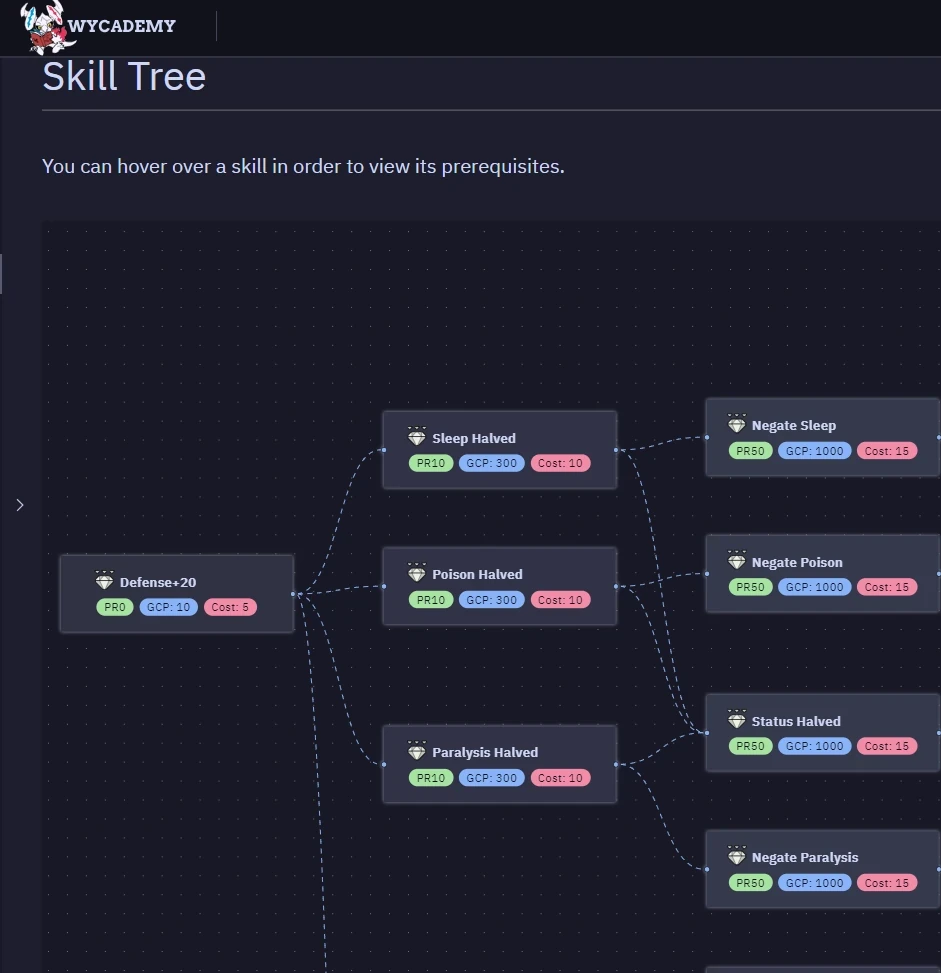 WYCADEMY
Skill Tree
You can hover over a skill in order to view its prerequisites.
Defense+20
PR0 GCP: 10 Cost: 5
Sleep Halved
PR10 GCP: 300 Cost: 10
Poison Halved
PR10 GCP: 300 Cost: 10
Paralysis Halved
PR10 GCP: 300 Cost: 10
Negate Sleep
PR50 GCP: 1000 Cost: 15
Negate Poison
PR50 GCP: 1000 Cost: 15
Status Halved
PR50 GCP: 1000 Cost: 15
Negate Paralysis
PR50 GCP: 1000 Cost: 15